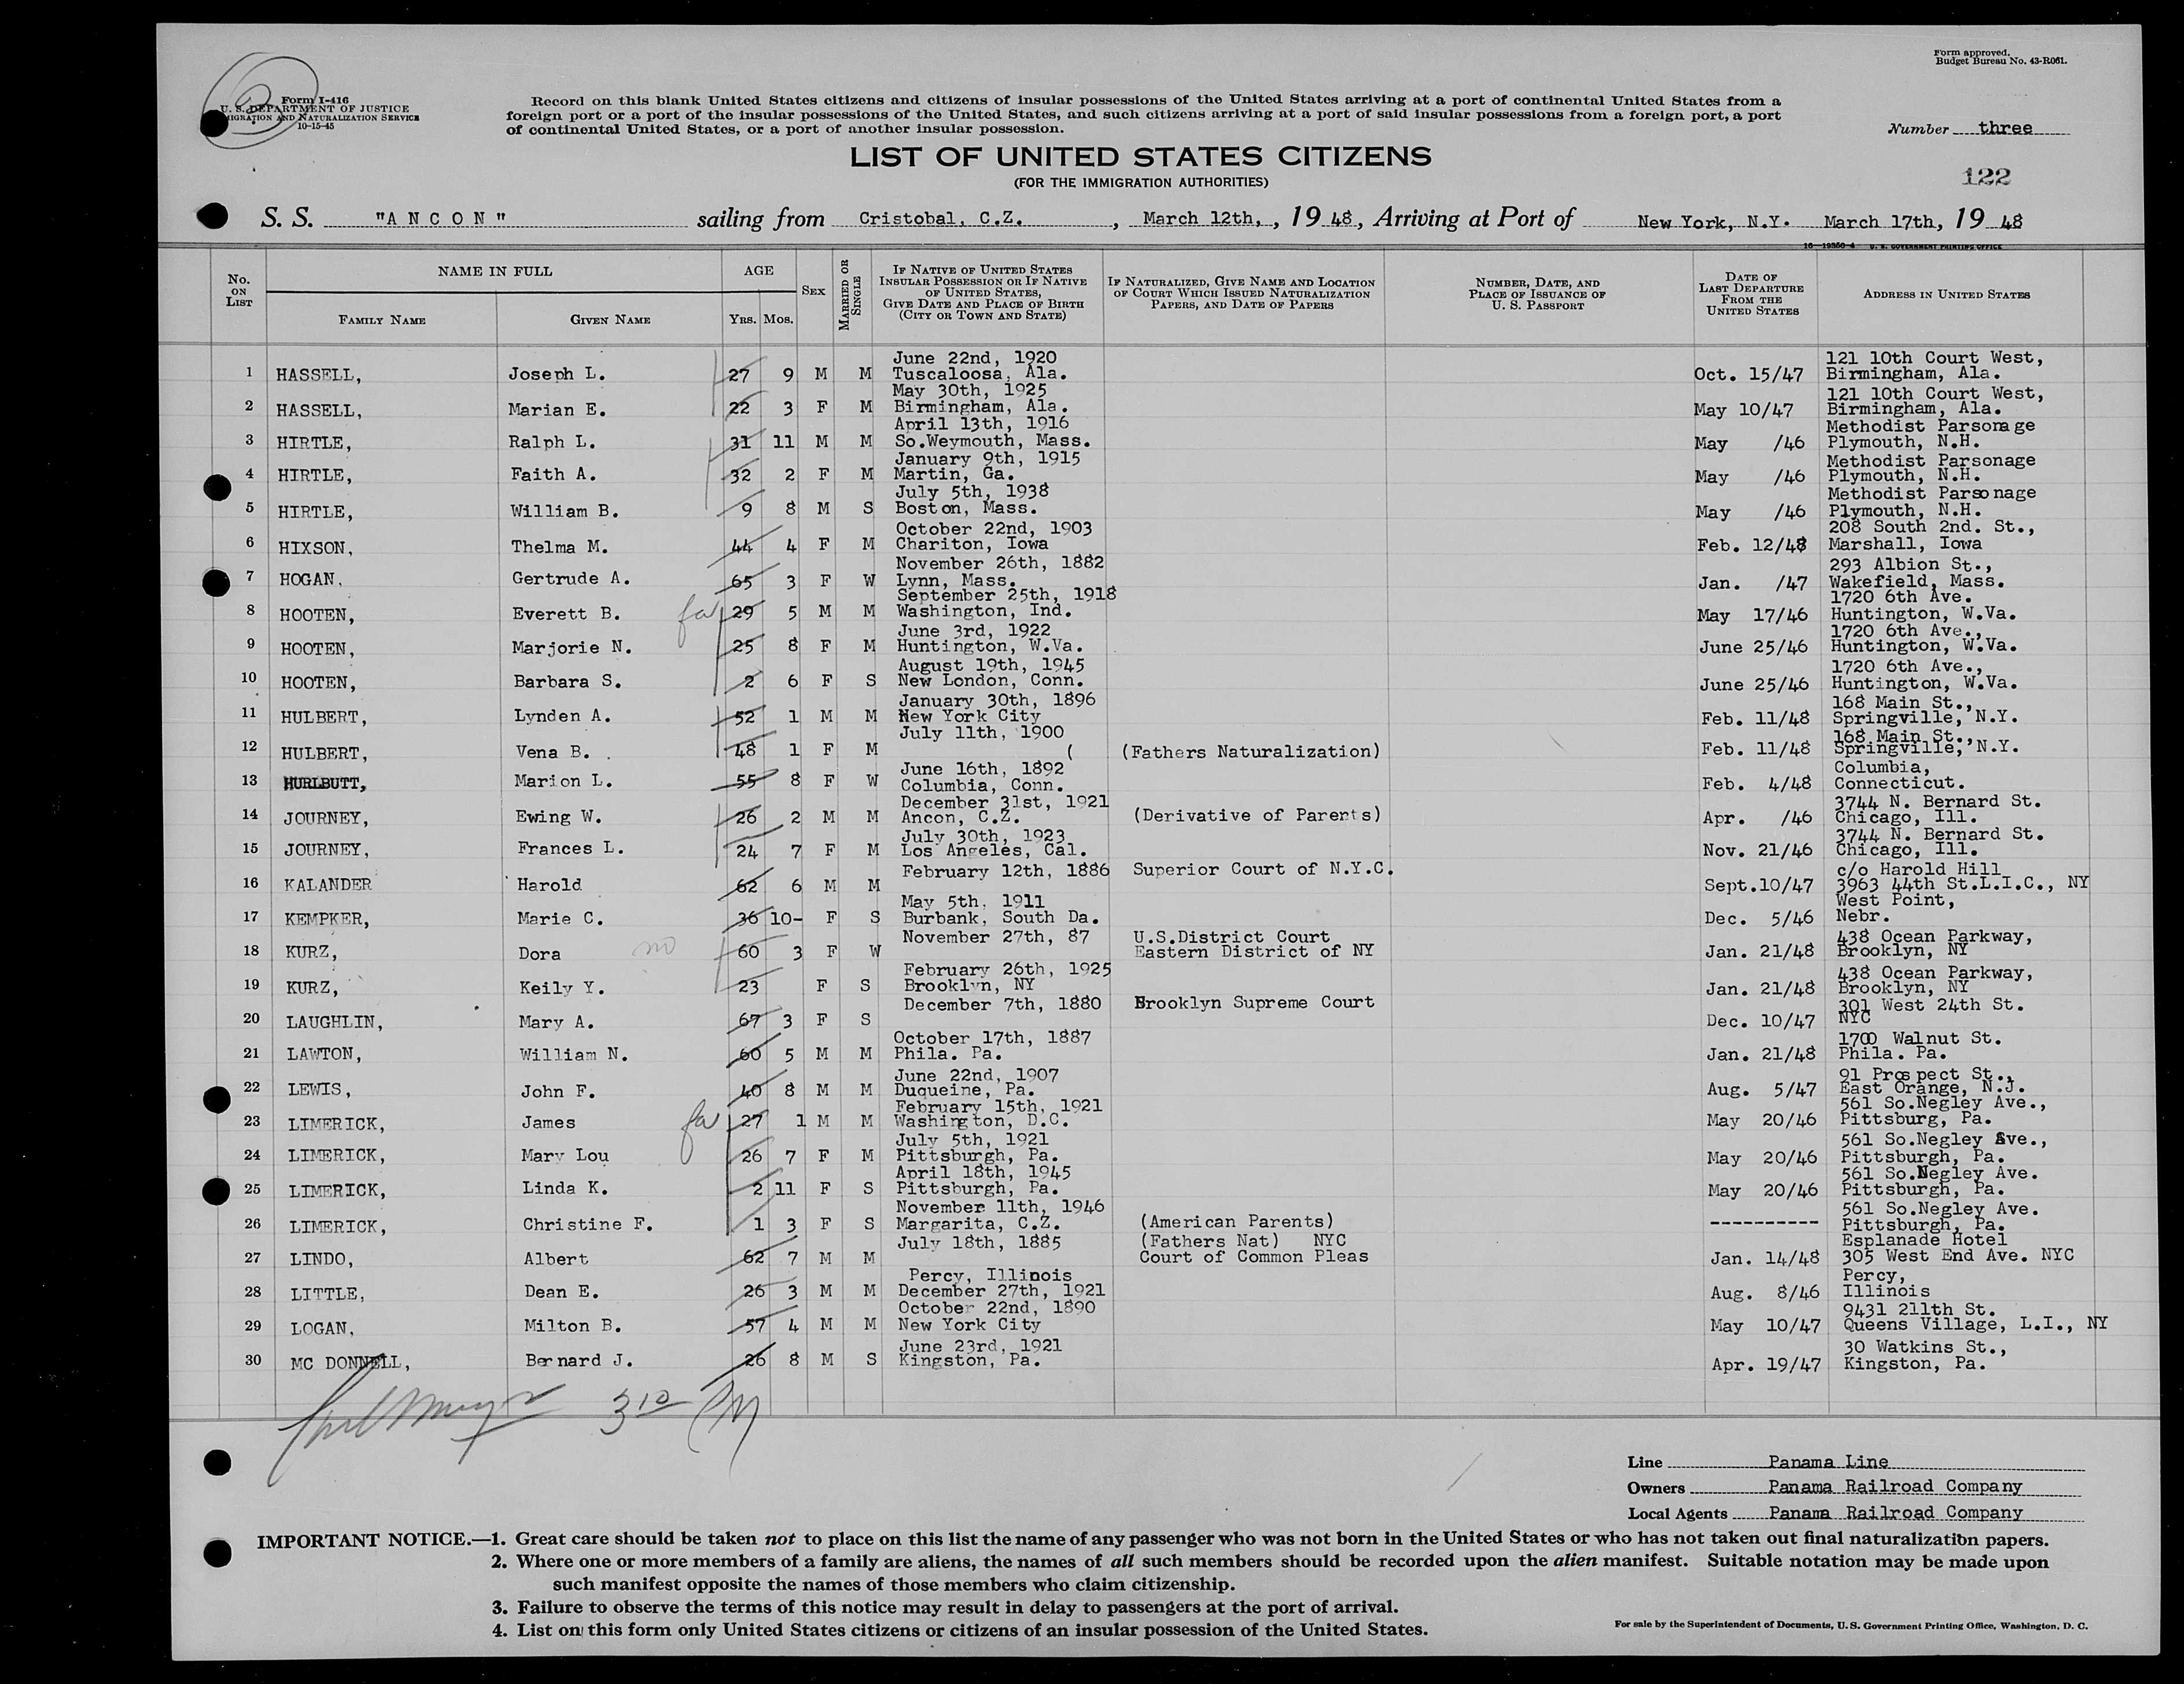 Form approved.
Budget Bureau No. 43-R061.
Form I-416
U. S. DEPARTMENT OF JUSTICE
IMMIGRATION AND NATURALIZATION SERVICE
10-15-45
Record on this blank United States citizens and citizens of insular possessions of the United States arriving at a port of continental United States from a
foreign port or a port of the insular possessions of the United States, and such citizens arriving at a port of said insular possessions from a foreign port, a port
of continental United States, or a port of another insular possession.
Number three
LIST OF UNITED STATES CITIZENS
(FOR THE IMMIGRATION AUTHORITIES)
122
S. S. "A N C O N" sailing from Cristobal, C.Z. , March 12th, , 19 48, Arriving at Port of New York, N.Y. March 17th, 19 48
16-19350-4 U. S. GOVERNMENT PRINTING OFFICE
No. ON LIST
NAME IN FULL
FAMILY NAME
GIVEN NAME
AGE
YRS. MOS.
SEX
MARRIED OR SINGLE
IF NATIVE OF UNITED STATES INSULAR POSSESSION OR IF NATIVE OF UNITED STATES, GIVE DATE AND PLACE OF BIRTH (CITY OR TOWN AND STATE)
IF NATURALIZED, GIVE NAME AND LOCATION OF COURT WHICH ISSUED NATURALIZATION PAPERS, AND DATE OF PAPERS
NUMBER, DATE, AND PLACE OF ISSUANCE OF U. S. PASSPORT
DATE OF LAST DEPARTURE FROM THE UNITED STATES
ADDRESS IN UNITED STATES
June 22nd, 1920 121 10th Court West,
1 HASSELL, Joseph L. 27 9 M M Tuscaloosa, Ala. Oct. 15/47 Birmingham, Ala.
May 30th, 1925 121 10th Court West,
2 HASSELL, Marian E. 22 3 F M Birmingham, Ala. May 10/47 Birmingham, Ala.
April 13th, 1916 Methodist Parsonage
3 HIRTLE, Ralph L. 31 11 M M So.Weymouth, Mass. May /46 Plymouth, N.H.
January 9th, 1915 Methodist Parsonage
4 HIRTLE, Faith A. 32 2 F M Martin, Ga. May /46 Plymouth, N.H.
July 5th, 1938 Methodist Parsonage
5 HIRTLE, William B. 9 8 M S Boston, Mass. May /46 Plymouth, N.H.
October 22nd, 1903 208 South 2nd. St.,
6 HIXSON, Thelma M. 44 4 F M Chariton, Iowa Feb. 12/48 Marshall, Iowa
November 26th, 1882 293 Albion St.,
7 HOGAN, Gertrude A. 65 3 F W Lynn, Mass. Jan. /47 Wakefield, Mass.
September 25th, 1918 1720 6th Ave.
8 HOOTEN, Everett B. fa 29 5 M M Washington, Ind. May 17/46 Huntington, W.Va.
June 3rd, 1922 1720 6th Ave.,
9 HOOTEN, Marjorie N. 25 8 F M Huntington, W.Va. June 25/46 Huntington, W.Va.
August 19th, 1945 1720 6th Ave.,
10 HOOTEN, Barbara S. 2 6 F S New London, Conn. June 25/46 Huntington, W.Va.
January 30th, 1896 168 Main St.,
11 HULBERT, Lynden A. 52 1 M M New York City Feb. 11/48 Springville, N.Y.
July 11th, 1900 168 Main St.,
12 HULBERT, Vena B. . 48 1 F M ( (Fathers Naturalization) Feb. 11/48 Springville, N.Y.
June 16th, 1892 Columbia,
13 HURLBUTT, Marion L. 55 8 F W Columbia, Conn. Feb. 4/48 Connecticut.
December 31st, 1921 3744 N. Bernard St.
14 JOURNEY, Ewing W. 26 2 M M Ancon, C.Z. (Derivative of Parents) Apr. /46 Chicago, Ill.
July 30th, 1923 3744 N. Bernard St.
15 JOURNEY, Frances L. 24 7 F M Los Angeles, Cal. Nov. 21/46 Chicago, Ill.
February 12th, 1886 Superior Court of N.Y.C. c/o Harold Hill
16 KALANDER Harold 62 6 M M Sept.10/47 3963 44th St.L.I.C., NY
May 5th, 1911 West Point,
17 KEMPKER, Marie C. 36 10- F S Burbank, South Da. Dec. 5/46 Nebr.
November 27th, 87 U.S.District Court 438 Ocean Parkway,
18 KURZ, Dora no 60 3 F W Eastern District of NY Jan. 21/48 Brooklyn, NY
February 26th, 1925 438 Ocean Parkway,
19 KURZ, Keily Y. 23 F S Brooklyn, NY Jan. 21/48 Brooklyn, NY
December 7th, 1880 Brooklyn Supreme Court 301 West 24th St.
20 LAUGHLIN, Mary A. 67 3 F S Dec. 10/47 NYC
October 17th, 1887 1700 Walnut St.
21 LAWTON, William N. 60 5 M M Phila. Pa. Jan. 21/48 Phila. Pa.
June 22nd, 1907 91 Prospect St.,
22 LEWIS, John F. 40 8 M M Duqueine, Pa. Aug. 5/47 East Orange, N.J.
February 15th, 1921 561 So.Negley Ave.,
23 LIMERICK, James fa 27 1 M M Washington, D.C. May 20/46 Pittsburg, Pa.
July 5th, 1921 561 So.Negley Ave.,
24 LIMERICK, Mary Lou 26 7 F M Pittsburgh, Pa. May 20/46 Pittsburgh, Pa.
April 18th, 1945 561 So.Negley Ave.
25 LIMERICK, Linda K. 2 11 F S Pittsburgh, Pa. May 20/46 Pittsburgh, Pa.
November 11th, 1946 561 So.Negley Ave.
26 LIMERICK, Christine F. 1 3 F S Margarita, C.Z. (American Parents) ---------- Pittsburgh, Pa.
July 18th, 1885 (Fathers Nat) NYC Esplanade Hotel
27 LINDO, Albert 62 7 M M Court of Common Pleas Jan. 14/48 305 West End Ave. NYC
Percy, Illinois Percy,
28 LITTLE, Dean E. 26 3 M M December 27th, 1921 Aug. 8/46 Illinois
October 22nd, 1890 9431 211th St.
29 LOGAN, Milton B. 57 4 M M New York City May 10/47 Queens Village, L.I., NY
June 23rd, 1921 30 Watkins St.,
30 MC DONNELL, Bernard J. 26 8 M S Kingston, Pa. Apr. 19/47 Kingston, Pa.
3 10 PM
Line Panama Line
Owners Panama Railroad Company
Local Agents Panama Railroad Company
IMPORTANT NOTICE.—1. Great care should be taken not to place on this list the name of any passenger who was not born in the United States or who has not taken out final naturalization papers.
2. Where one or more members of a family are aliens, the names of all such members should be recorded upon the alien manifest. Suitable notation may be made upon
such manifest opposite the names of those members who claim citizenship.
3. Failure to observe the terms of this notice may result in delay to passengers at the port of arrival.
4. List on this form only United States citizens or citizens of an insular possession of the United States.
For sale by the Superintendent of Documents, U. S. Government Printing Office, Washington, D. C.